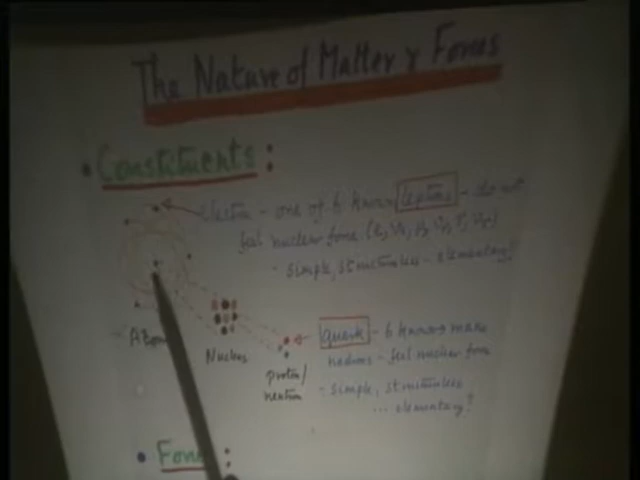 The Nature of Matter & Forces
• Constituents :
electron - one of 6 known leptons - do not
feel nuclear force (e, νe, μ, νμ, τ, ντ)
- simple, structureless - elementary!
Atom
Nucleus
proton/
neutron
quark - 6 known make
hadrons - feel nuclear force
- simple, structureless
... elementary?
• For :